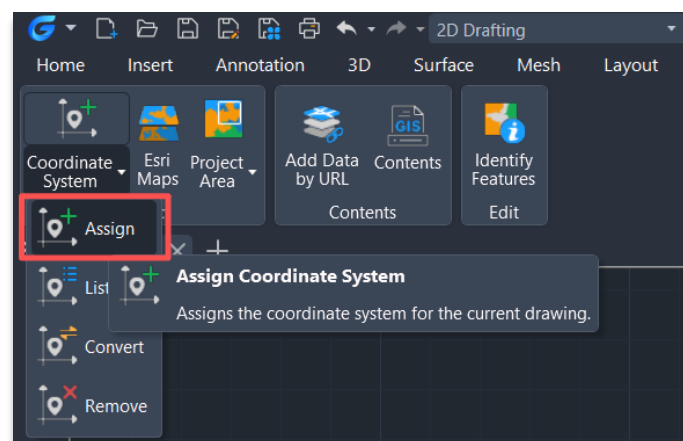 2D Drafting
Home Insert Annotation 3D Surface Mesh Layout
Coordinate System
Esri Maps
Project Area
Add Data by URL
Contents
Identify Features
GIS
Contents
Edit
Assign
Assign Coordinate System
Assigns the coordinate system for the current drawing.
List
Convert
Remove